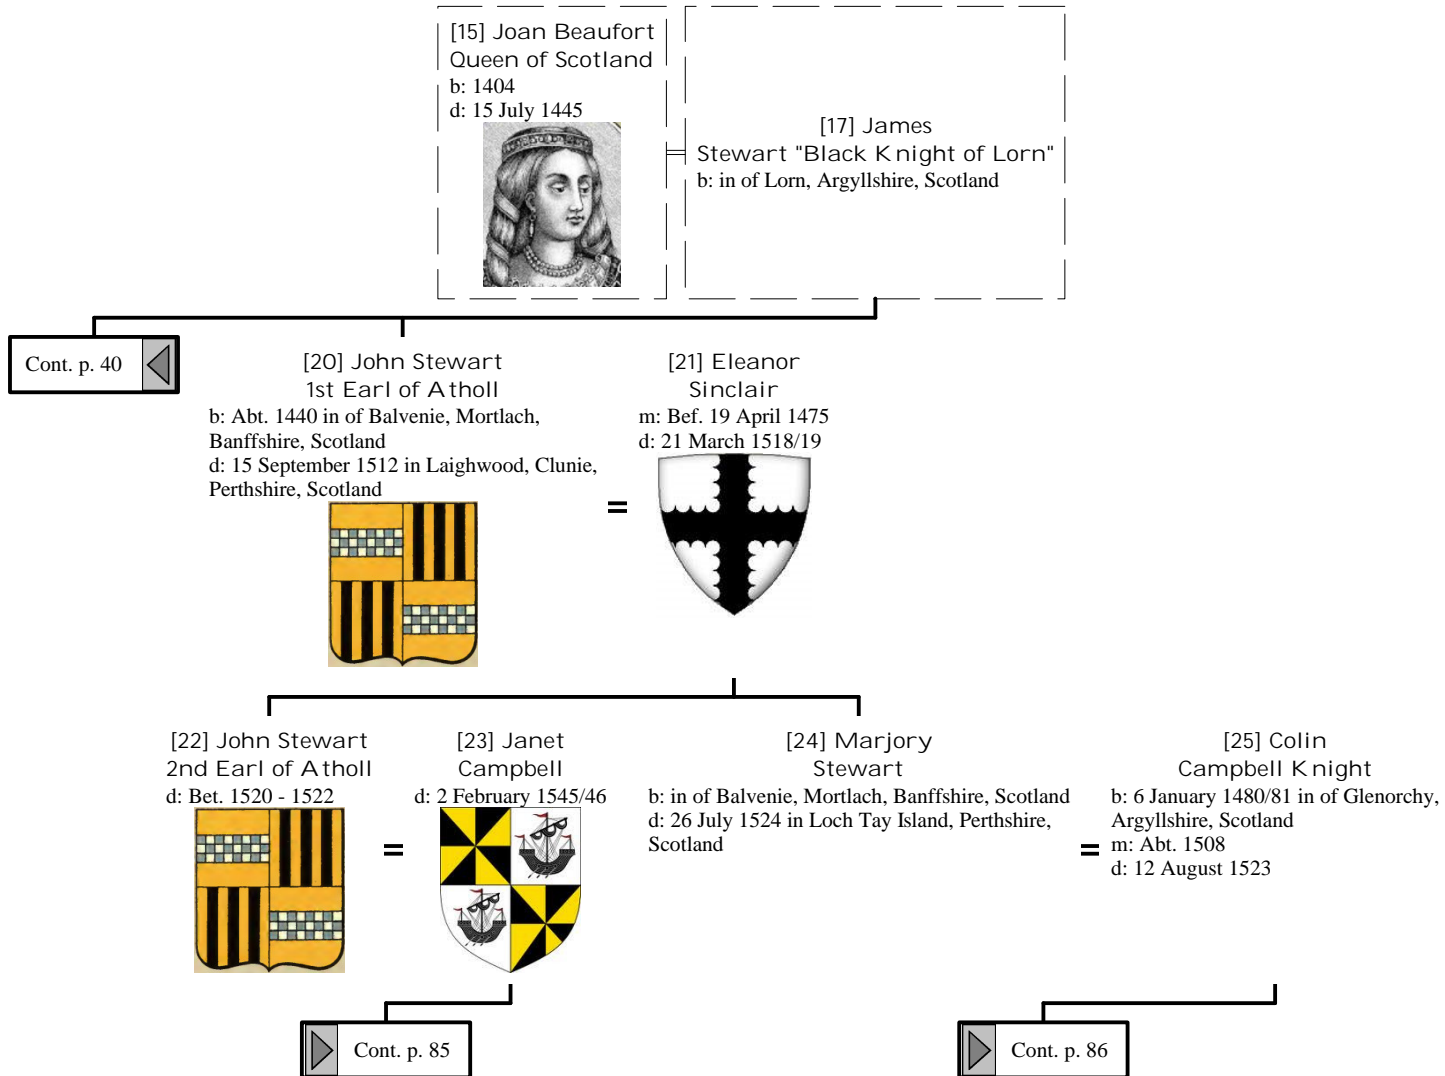 [15] Joan Beaufort
Queen of Scotland
b: 1404
d: 15 July 1445
[17] James
Stewart "Black Knight of Lorn"
b: in of Lorn, Argyllshire, Scotland
Cont. p. 40
[20] John Stewart
1st Earl of Atholl
b: Abt. 1440 in of Balvenie, Mortlach,
Banffshire, Scotland
d: 15 September 1512 in Laighwood, Clunie,
Perthshire, Scotland
=
[21] Eleanor
Sinclair
m: Bef. 19 April 1475
d: 21 March 1518/19
[22] John Stewart
2nd Earl of Atholl
d: Bet. 1520 - 1522
=
[23] Janet
Campbell
d: 2 February 1545/46
[24] Marjory
Stewart
b: in of Balvenie, Mortlach, Banffshire, Scotland
d: 26 July 1524 in Loch Tay Island, Perthshire,
Scotland
=
[25] Colin
Campbell Knight
b: 6 January 1480/81 in of Glenorchy,
Argyllshire, Scotland
m: Abt. 1508
d: 12 August 1523
Cont. p. 85
Cont. p. 86